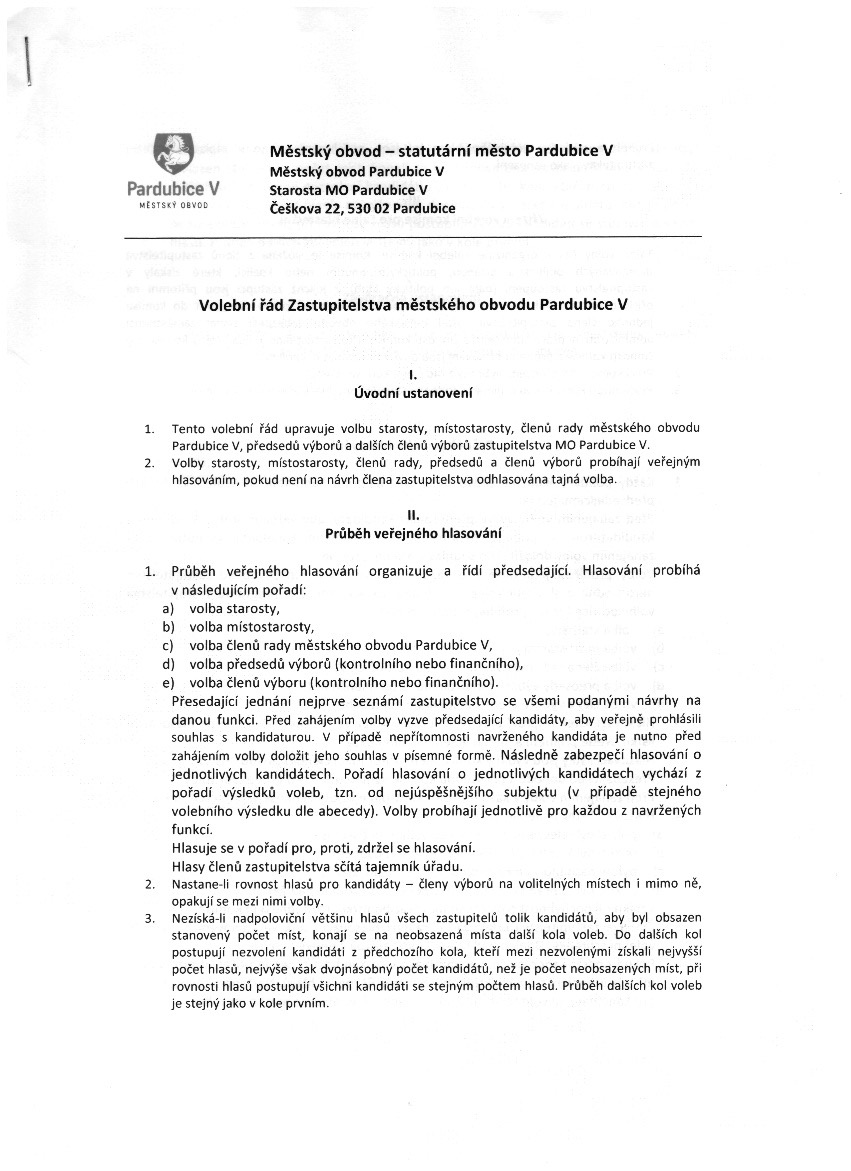 Městský obvod – statutární město Pardubice V
Městský obvod Pardubice V
Starosta MO Pardubice V
Češkova 22, 530 02 Pardubice
Pardubice V
MĚSTSKÝ OBVOD
Volební řád Zastupitelstva městského obvodu Pardubice V
I.
Úvodní ustanovení
1. Tento volební řád upravuje volbu starosty, místostarosty, členů rady městského obvodu
Pardubice V, předsedů výborů a dalších členů výborů zastupitelstva MO Pardubice V.
2. Volby starosty, místostarosty, členů rady, předsedů a členů výborů probíhají veřejným
hlasováním, pokud není na návrh člena zastupitelstva odhlasována tajná volba.
II.
Průběh veřejného hlasování
1. Průběh veřejného hlasování organizuje a řídí předsedající. Hlasování probíhá
v následujícím pořadí:
a) volba starosty,
b) volba místostarosty,
c) volba členů rady městského obvodu Pardubice V,
d) volba předsedů výborů (kontrolního nebo finančního),
e) volba členů výboru (kontrolního nebo finančního).
Přesedající jednání nejprve seznámí zastupitelstvo se všemi podanými návrhy na
danou funkci. Před zahájením volby vyzve předsedající kandidáty, aby veřejně prohlásili
souhlas s kandidaturou. V případě nepřítomnosti navrženého kandidáta je nutno před
zahájením volby doložit jeho souhlas v písemné formě. Následně zabezpečí hlasování o
jednotlivých kandidátech. Pořadí hlasování o jednotlivých kandidátech vychází z
pořadí výsledků voleb, tzn. od nejúspěšnějšího subjektu (v případě stejného
volebního výsledku dle abecedy). Volby probíhají jednotlivě pro každou z navržených
funkcí.
Hlasuje se v pořadí pro, proti, zdržel se hlasování.
Hlasy členů zastupitelstva sčítá tajemník úřadu.
2. Nastane-li rovnost hlasů pro kandidáty – členy výborů na volitelných místech i mimo ně,
opakují se mezi nimi volby.
3. Nezíská-li nadpoloviční většinu hlasů všech zastupitelů tolik kandidátů, aby byl obsazen
stanovený počet míst, konají se na neobsazená místa další kola voleb. Do dalších kol
postupují nezvolení kandidáti z předchozího kola, kteří mezi nezvolenými získali nejvyšší
počet hlasů, nejvýše však dvojnásobný počet kandidátů, než je počet neobsazených míst, při
rovnosti hlasů postupují všichni kandidáti se stejným počtem hlasů. Průběh dalších kol voleb
je stejný jako v kole prvním.